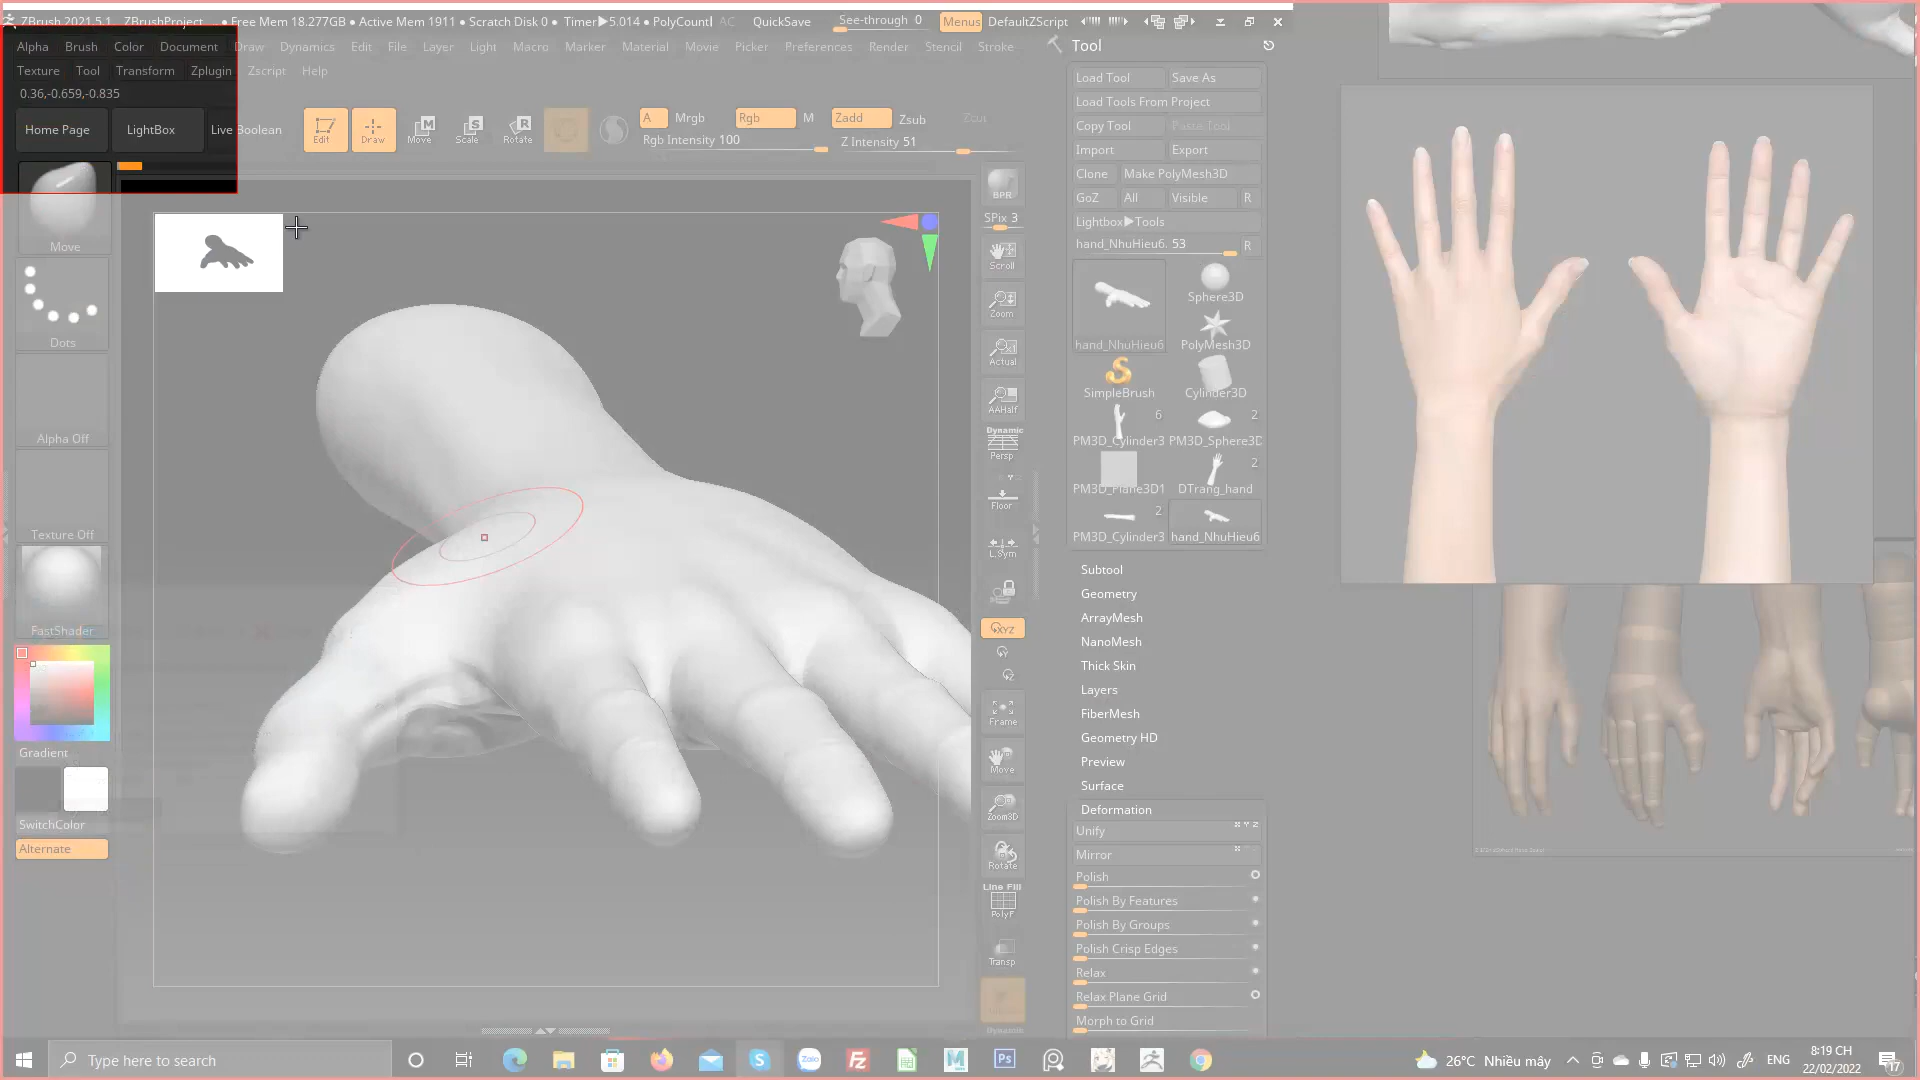 ZBrush 2021.5.1 ZBrushProject • Free Mem 18.277GB • Active Mem 1911 • Scratch Disk 0 • Timer▶5.014 • PolyCount AC QuickSave See-through 0 Menus DefaultZScript
Alpha Brush Color Document Draw Dynamics Edit File Layer Light Macro Marker Material Movie Picker Preferences Render Stencil Stroke
Texture Tool Transform Zplugin Zscript Help
0.36,-0.659,-0.835
Home Page LightBox Live Boolean Edit Draw Move Scale Rotate A Mrgb Rgb M Zadd Zsub Zcut
Rgb Intensity 100 Z Intensity 51
Move
Dots
Alpha Off
Texture Off
FastShader
Gradient
SwitchColor
Alternate
BPR
SPix 3
Scroll
Zoom
Actual
AAHalf
Dynamic
Persp
Floor
L.Sym
XYZ
Frame
Move
Zoom3D
Rotate
Line Fill
PolyF
Transp
Dynamic
Tool
Load Tool Save As
Load Tools From Project
Copy Tool Paste Tool
Import Export
Clone Make PolyMesh3D
GoZ All Visible R
Lightbox▶Tools
hand_NhuHieu6. 53 R
hand_NhuHieu6 Sphere3D
PolyMesh3D
SimpleBrush Cylinder3D
6 2
PM3D_Cylinder3 PM3D_Sphere3D
2
PM3D_Plane3D1 DTrang_hand
2
PM3D_Cylinder3 hand_NhuHieu6
Subtool
Geometry
ArrayMesh
NanoMesh
Thick Skin
Layers
FiberMesh
Geometry HD
Preview
Surface
Deformation
Unify
Mirror
Polish
Polish By Features
Polish By Groups
Polish Crisp Edges
Relax
Relax Plane Grid
Morph to Grid
Type here to search
26°C Nhiều mây ENG 8:19 CH
22/02/2022 17